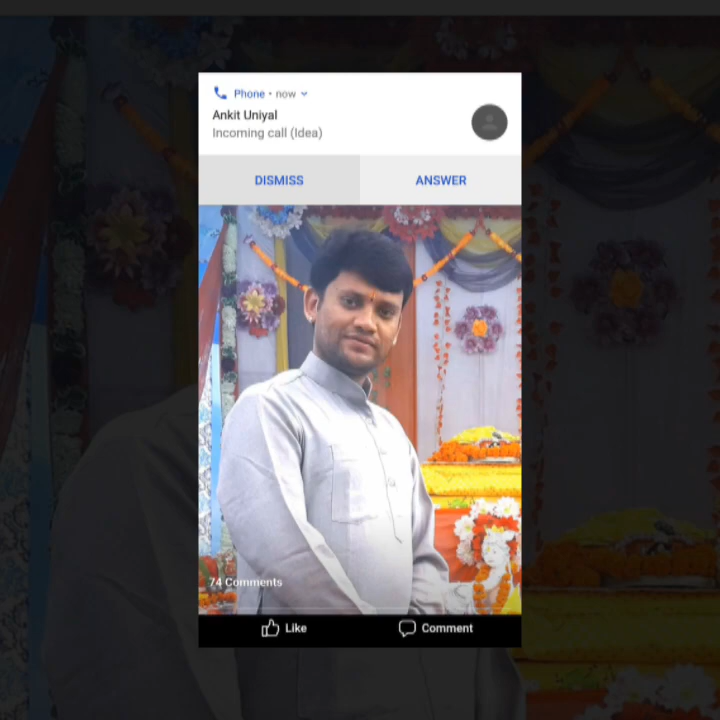 Phone • now
Ankit Uniyal
Incoming call (Idea)
DISMISS ANSWER
74 Comments
Like Comment